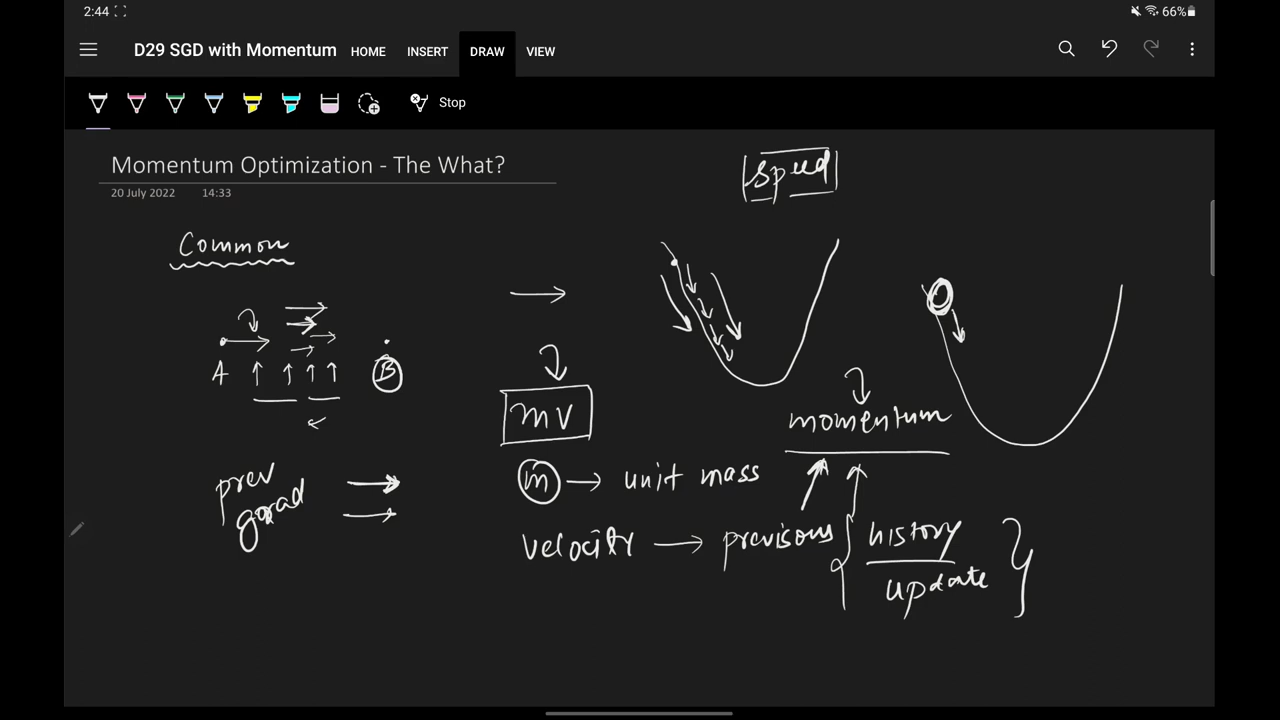 2:44
66%
D29 SGD with Momentum HOME INSERT DRAW VIEW
Stop
Momentum Optimization - The What?
20 July 2022 14:33
speed
Common
A B
mv
momentum
prev
grad
m → unit mass
velocity → previsous { history
update }